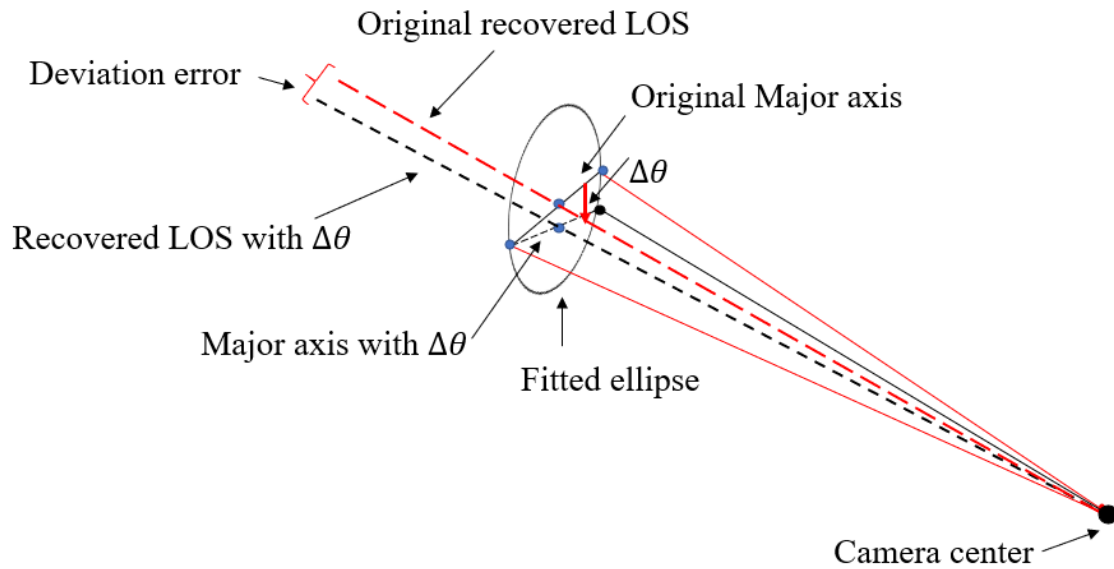 Original recovered LOS
Deviation error
Original Major axis
Δθ
Recovered LOS with Δθ
Major axis with Δθ
Fitted ellipse
Camera center